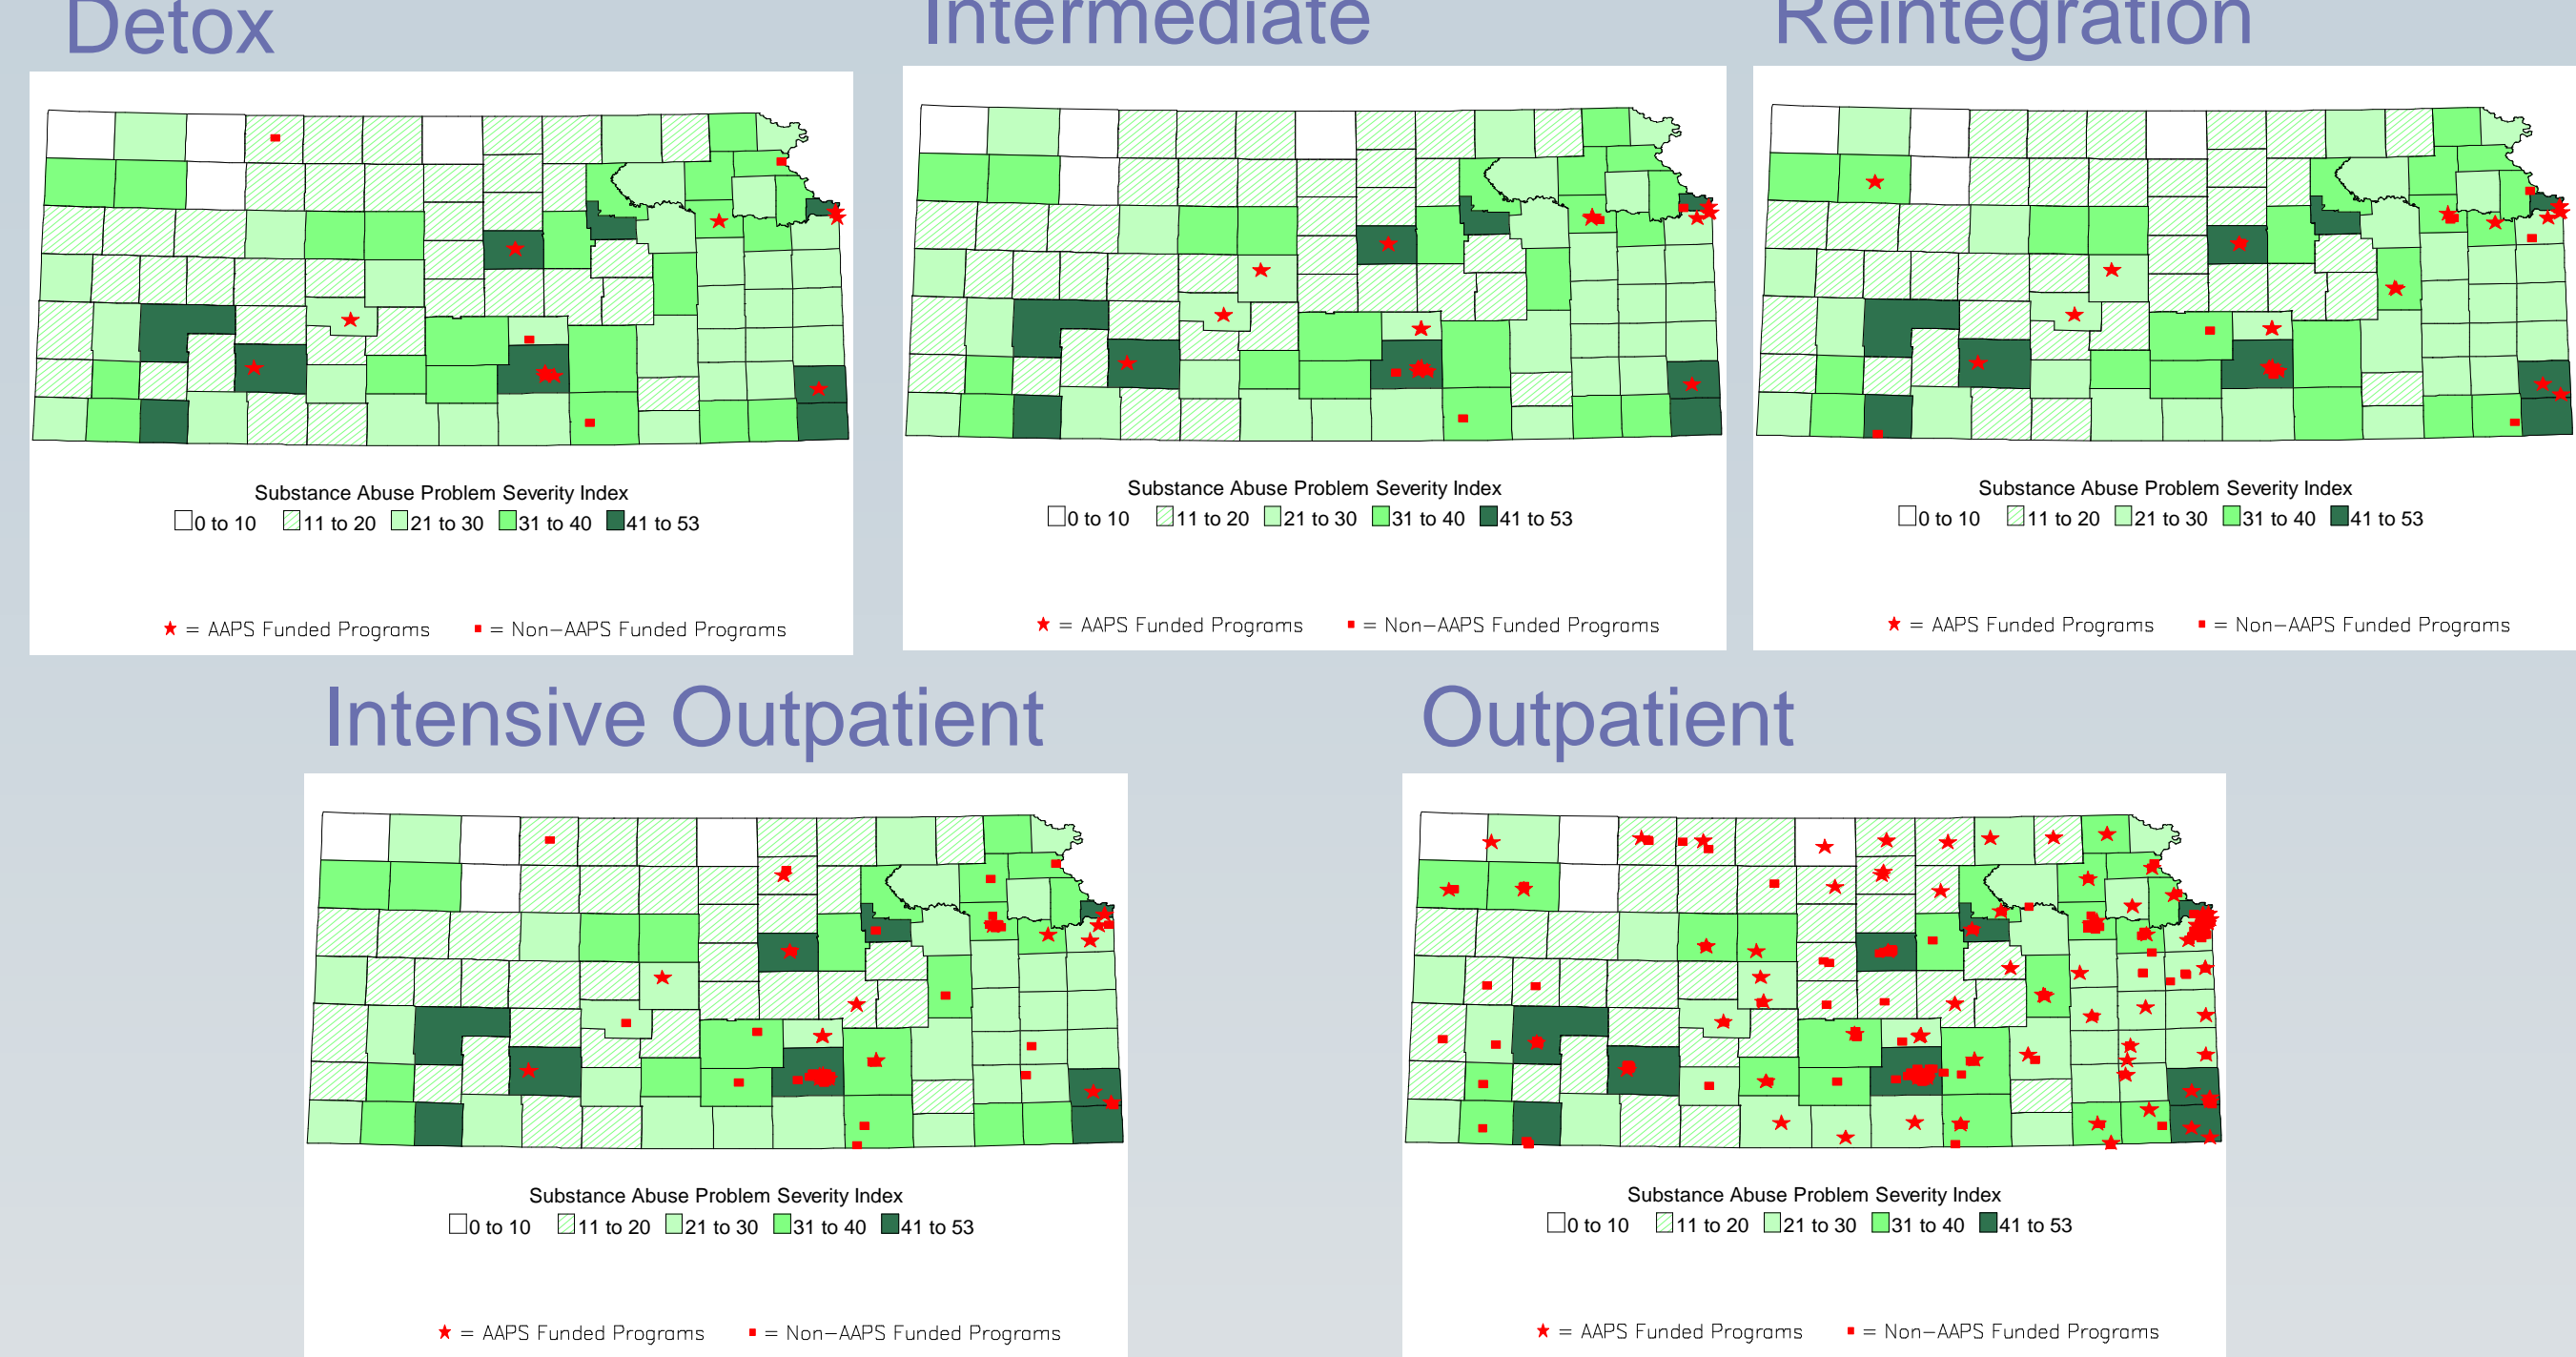 Detox
Intermediate
Reintegration
Substance Abuse Problem Severity Index
0 to 10 11 to 20 21 to 30 31 to 40 41 to 53
= AAPS Funded Programs = Non-AAPS Funded Programs
Substance Abuse Problem Severity Index
0 to 10 11 to 20 21 to 30 31 to 40 41 to 53
= AAPS Funded Programs = Non-AAPS Funded Programs
Substance Abuse Problem Severity Index
0 to 10 11 to 20 21 to 30 31 to 40 41 to 53
= AAPS Funded Programs = Non-AAPS Funded Programs
Intensive Outpatient
Outpatient
Substance Abuse Problem Severity Index
0 to 10 11 to 20 21 to 30 31 to 40 41 to 53
= AAPS Funded Programs = Non-AAPS Funded Programs
Substance Abuse Problem Severity Index
0 to 10 11 to 20 21 to 30 31 to 40 41 to 53
= AAPS Funded Programs = Non-AAPS Funded Programs